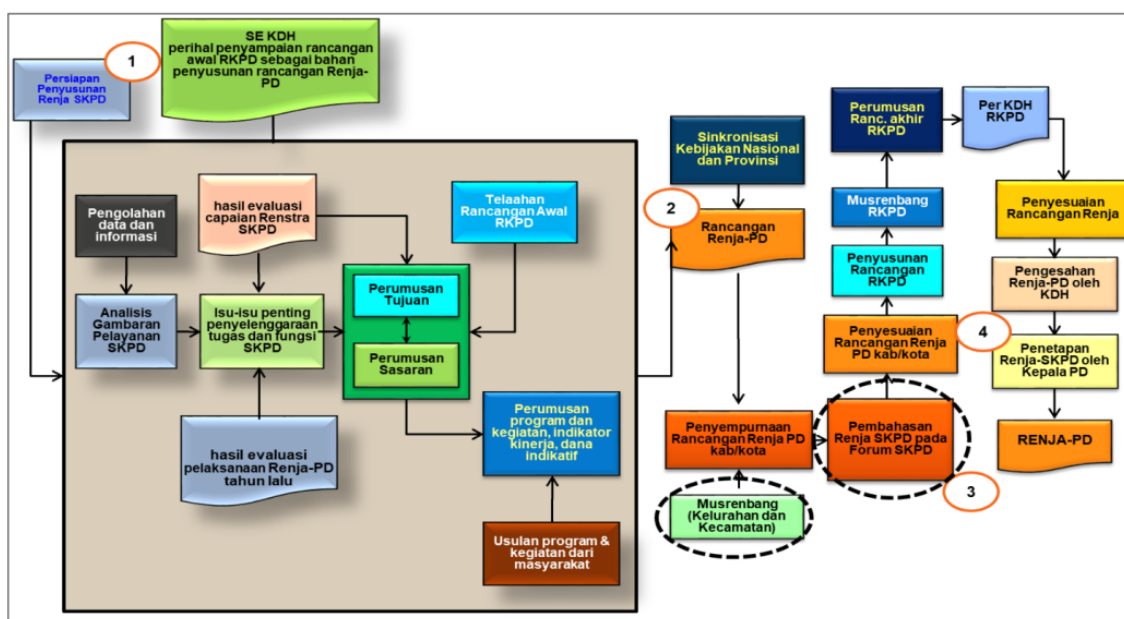 1
SE KDH
perihal penyampaian rancangan
awal RKPD sebagai bahan
penyusunan rancangan Renja-
PD
Persiapan
Penyusunan
Renja SKPD
Pengolahan
data dan
informasi
hasil evaluasi
capaian Renstra
SKPD
Telaahan
Rancangan Awal
RKPD
Analisis
Gambaran
Pelayanan
SKPD
Isu-isu penting
penyelenggaraan
tugas dan fungsi
SKPD
Perumusan
Tujuan
Perumusan
Sasaran
hasil evaluasi
pelaksanaan Renja-PD
tahun lalu
Perumusan
program dan
kegiatan, indikator
kinerja, dana
indikatif
Usulan program &
kegiatan dari
masyarakat
Sinkronisasi
Kebijakan Nasional
dan Provinsi
2
Rancangan
Renja-PD
Penyempurnaan
Rancangan Renja PD
kab/kota
Musrenbang
(Kelurahan dan
Kecamatan)
Pembahasan
Renja SKPD pada
Forum SKPD
3
Penyesuaian
Rancangan Renja
PD kab/kota
4
Penyusunan
Rancangan
RKPD
Musrenbang
RKPD
Perumusan
Ranc. akhir
RKPD
Per KDH
RKPD
Penyesuaian
Rancangan Renja
Pengesahan
Renja-PD oleh
KDH
Penetapan
Renja-SKPD oleh
Kepala PD
RENJA-PD